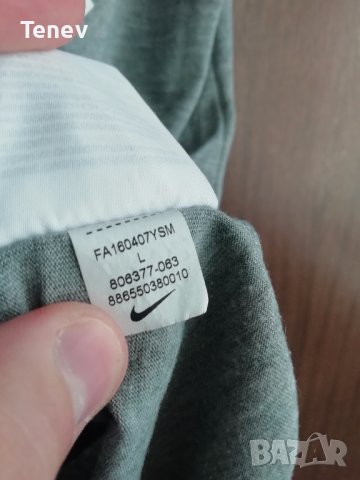 Tenev
FA160407YSM
L
806377-063
886550380010
BAZAR